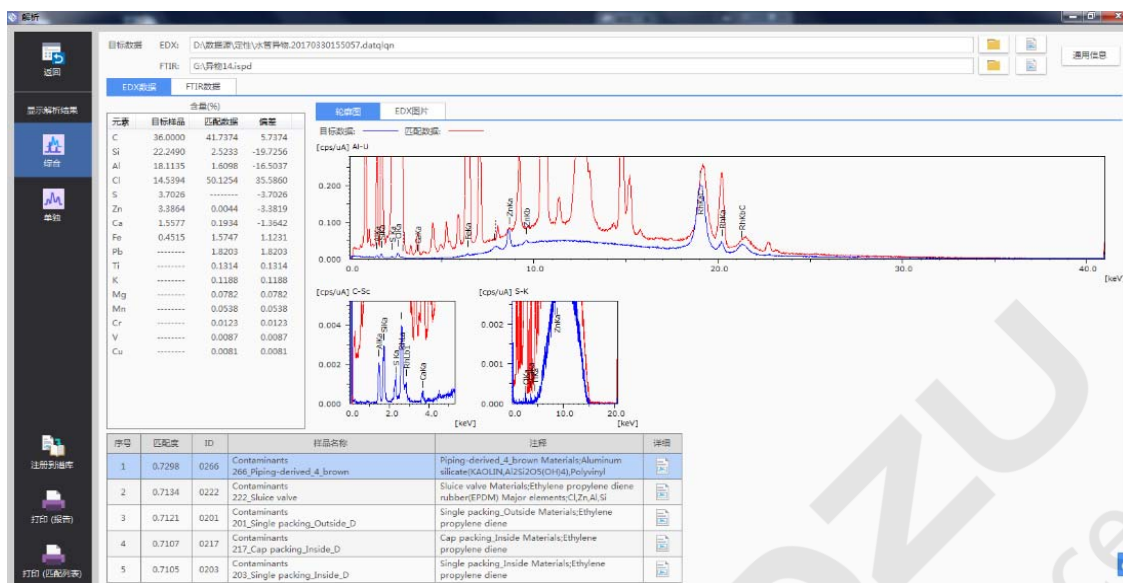 解析
目标数据 EDX: D:\数据源\定性\水管异物.20170330155057.datqlqn
FTIR: G:\异物14.ispd
通用信息
返回
显示解析结果
综合
单独
注册到谱库
打印 (报表)
打印 (匹配列表)
EDX数据 FTIR数据
含量(%)
元素 目标样品 匹配数据 偏差
C 36.0000 41.7374 5.7374
Si 22.2490 2.5233 -19.7256
Al 18.1135 1.6098 -16.5037
Cl 14.5394 50.1254 35.5860
S 3.7026 -------- -3.7026
Zn 3.3864 0.0044 -3.3819
Ca 1.5577 0.1934 -1.3642
Fe 0.4515 1.5747 1.1231
Pb -------- 1.8203 1.8203
Ti -------- 0.1314 0.1314
K -------- 0.1188 0.1188
Mg -------- 0.0782 0.0782
Mn -------- 0.0538 0.0538
Cr -------- 0.0123 0.0123
V -------- 0.0087 0.0087
Cu -------- 0.0081 0.0081
轮廓图 EDX图片
目标数据: 匹配数据:
[cps/uA] Al-U
0.200
0.100
0.000
0.0 10.0 20.0 30.0 40.0
[keV]
ZnKa
ZnKb
RhKa
RhKbC
[cps/uA] C-Sc
0.004
0.002
0.000
0.0 2.0 4.0
[keV]
AlKa
SiKa
S Ka
RhLb1
CaKa
[cps/uA] S-K
0.002
0.001
0.000
0.0 10.0 20.0
[keV]
ZnKa
序号 匹配度 ID 样品名称 注释 详细
1 0.7298 0266 Contaminants
266_Piping-derived_4_brown
Piping-derived_4_brown Materials;Aluminum
silicate(KAOLIN,Al2Si2O5(OH)4),Polyvinyl
2 0.7134 0222 Contaminants
222_Sluice valve
Sluice valve Materials;Ethylene propylene diene
rubber(EPDM) Major elements;Cl,Zn,Al,Si
3 0.7121 0201 Contaminants
201_Single packing_Outside_D
Single packing_Outside Materials;Ethylene
propylene diene
4 0.7107 0217 Contaminants
217_Cap packing_Inside_D
Cap packing_Inside Materials;Ethylene
propylene diene
5 0.7105 0203 Contaminants
203_Single packing_Inside_D
Single packing_Inside Materials;Ethylene
propylene diene